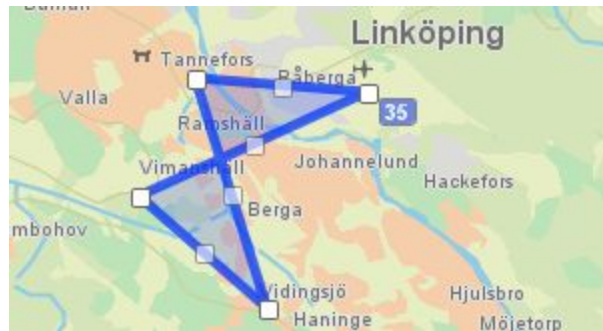 Linköping
Tannefors
Råberga
Valla
35
Ramshäll
Johannelund
Vimanshäll
Hackefors
Berga
mbohov
Vidingsjö
Hjulsbro
Haninge
Möjetorp